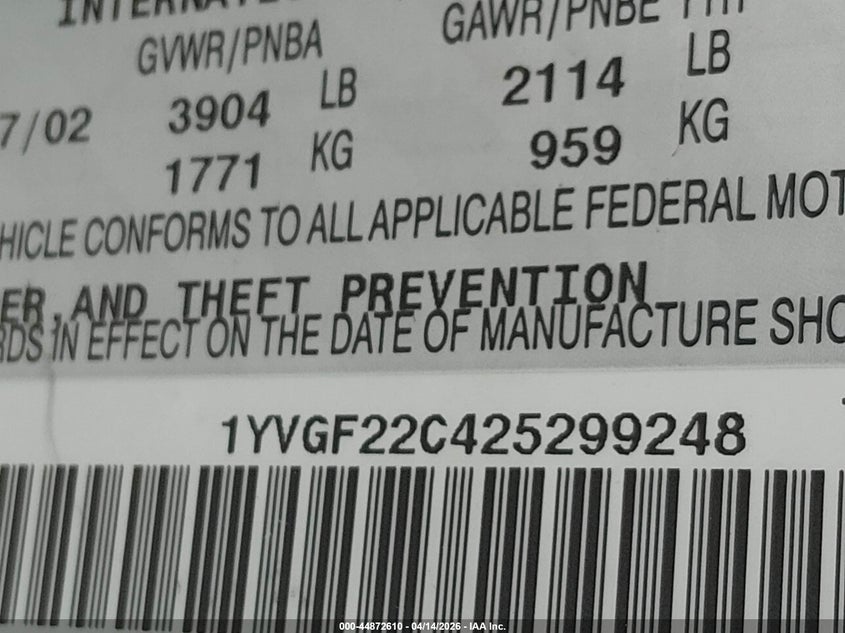 INTERNAT
GVWR/PNBA GAWR/PNBE
7/02 3904 LB 2114 LB
1771 KG 959 KG
HICLE CONFORMS TO ALL APPLICABLE FEDERAL MOT
ER,AND THEFT PREVENTION
RDS IN EFFECT ON THE DATE OF MANUFACTURE SHO
1YVGF22C425299248
000-44872610 - 04/14/2026 - IAA Inc.